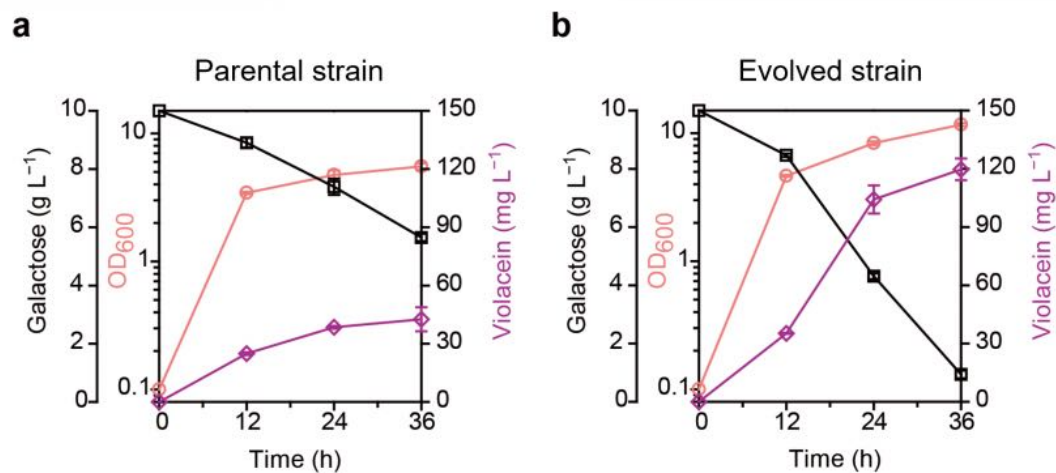 a
Parental strain
Galactose (g L⁻¹)
10
8
6
4
2
0
OD600
10
1
0.1
150
120
90
60
30
0
Violacein (mg L⁻¹)
0 12 24 36
Time (h)
b
Evolved strain
Galactose (g L⁻¹)
10
8
6
4
2
0
OD600
10
1
0.1
150
120
90
60
30
0
Violacein (mg L⁻¹)
0 12 24 36
Time (h)